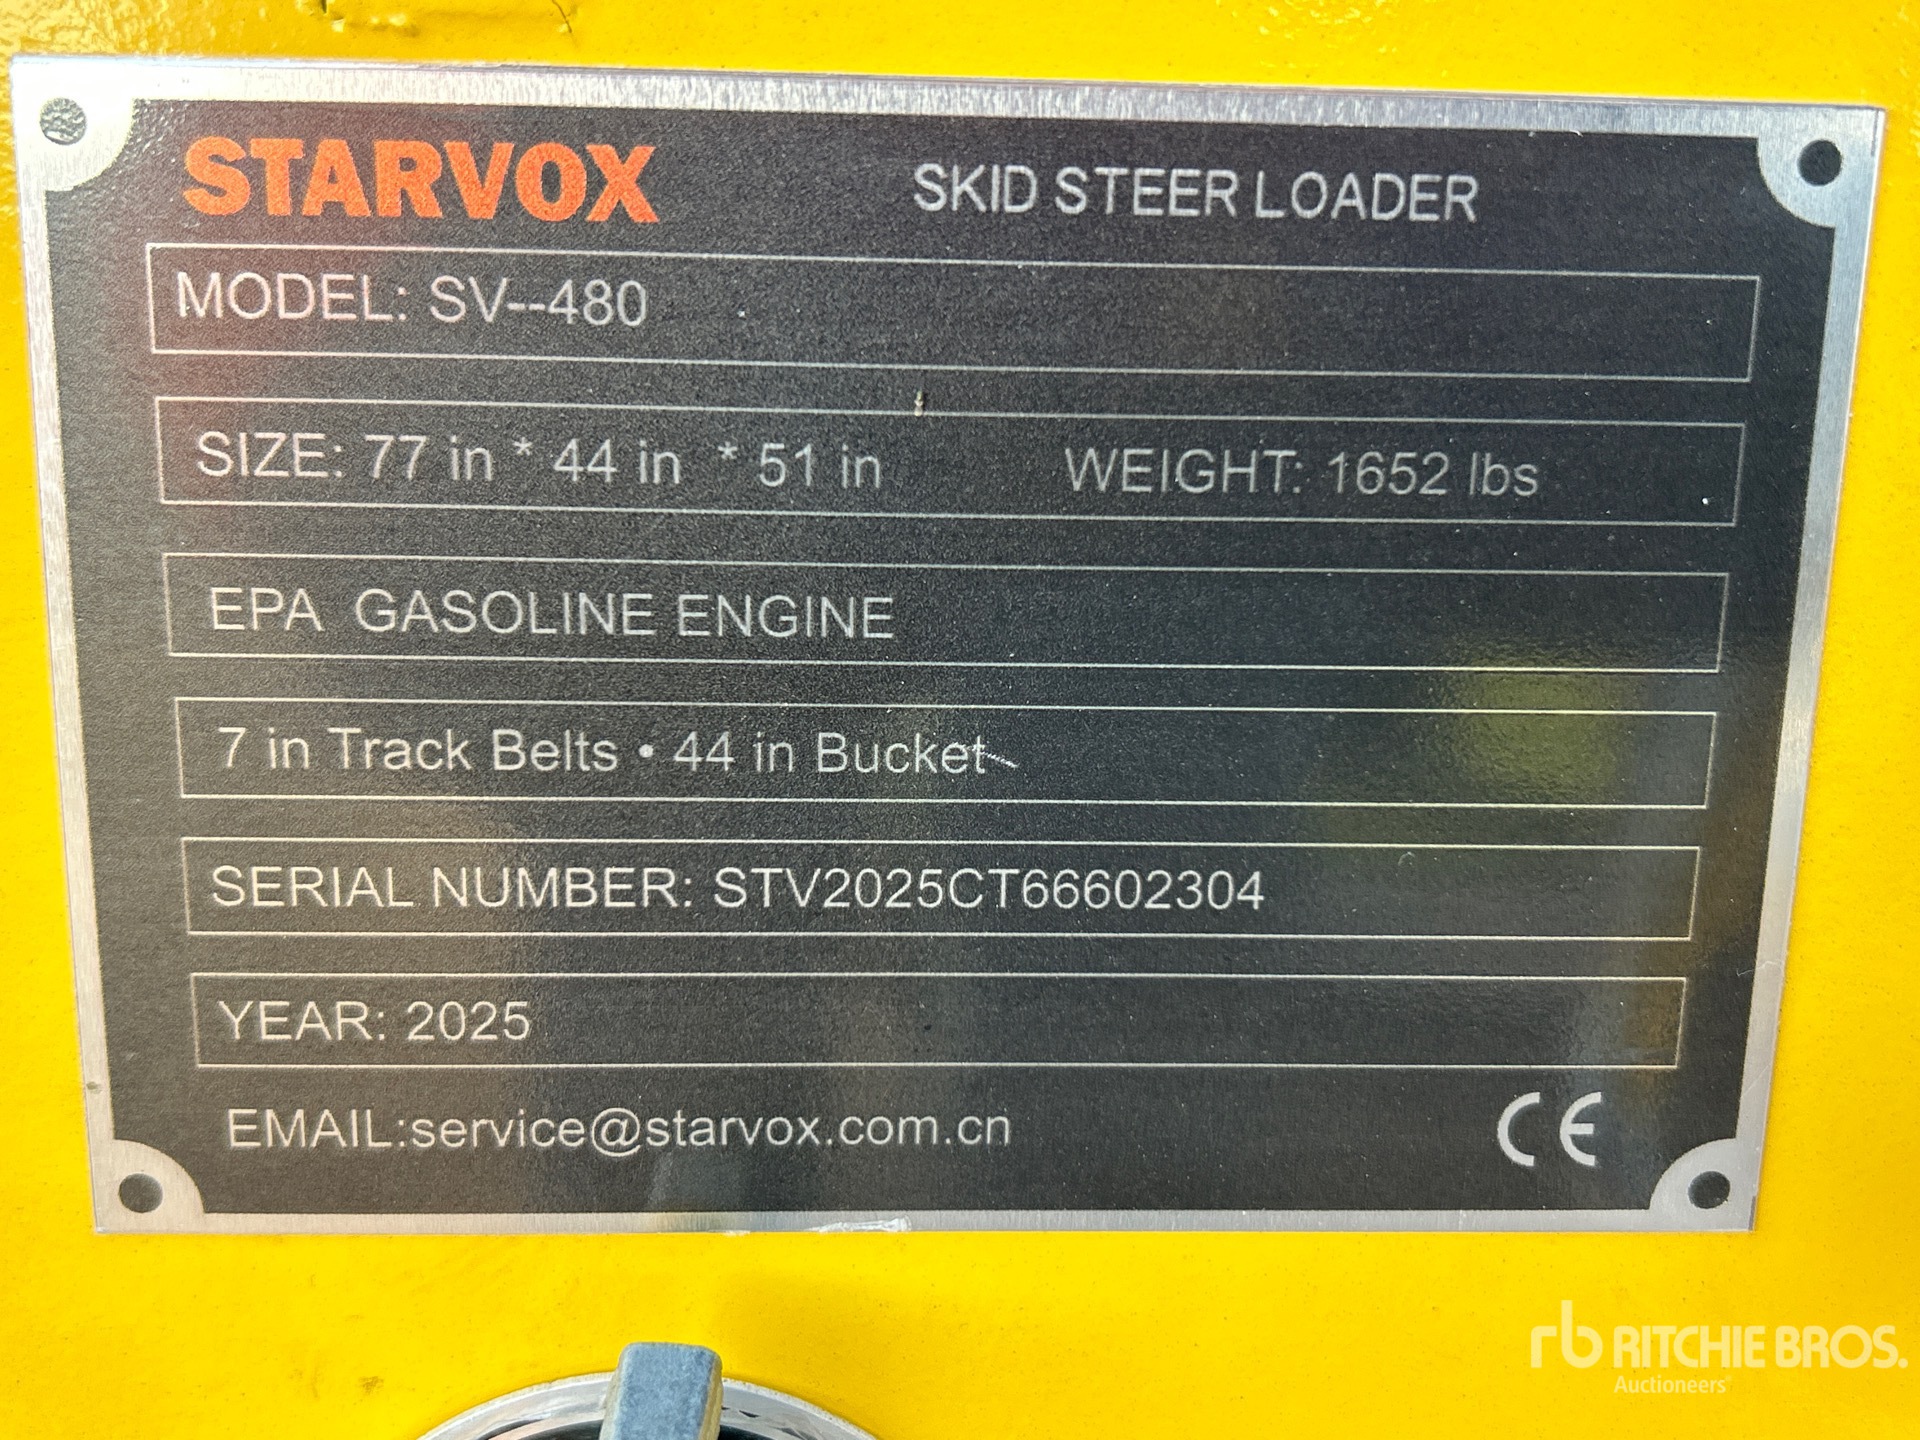 STARVOX SKID STEER LOADER
MODEL: SV--480
SIZE: 77 in * 44 in * 51 in WEIGHT: 1652 lbs
EPA GASOLINE ENGINE
7 in Track Belts • 44 in Bucket
SERIAL NUMBER: STV2025CT66602304
YEAR: 2025
EMAIL:service@starvox.com.cn CE
rb RITCHIE BROS.
Auctioneers